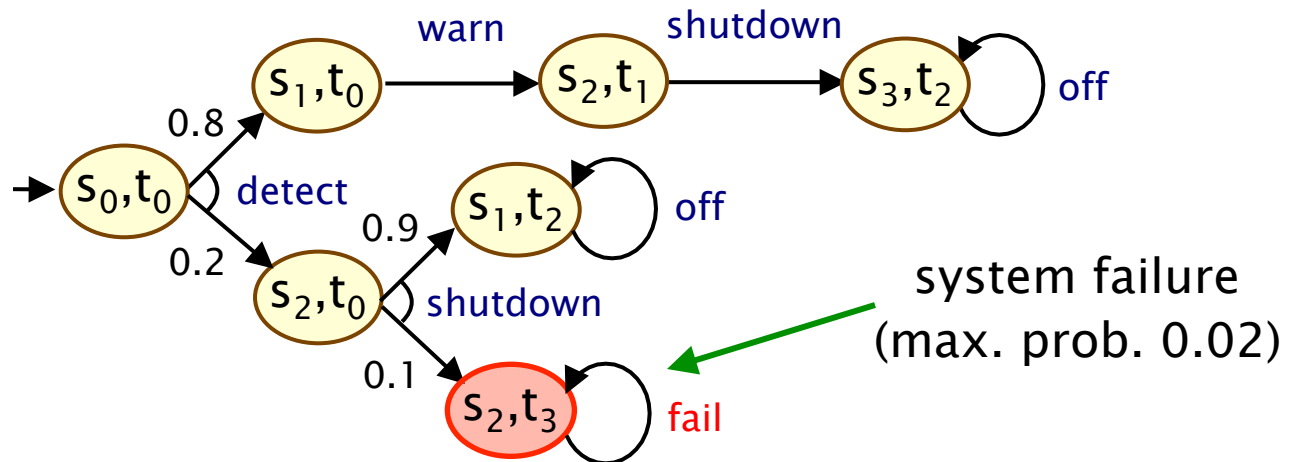 warn
shutdown
s₁,t₀
s₂,t₁
s₃,t₂
off
0.8
s₀,t₀
detect
s₁,t₂
off
0.9
0.2
s₂,t₀
shutdown
system failure
(max. prob. 0.02)
0.1
s₂,t₃
fail